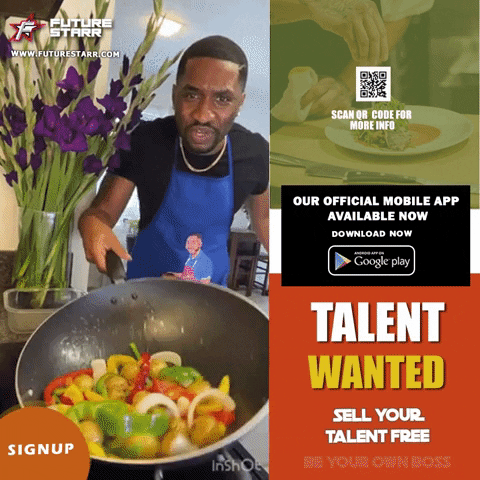 FUTURE
STARR
WWW.FUTURESTARR.COM
SCAN QR CODE FOR
MORE INFO
OUR OFFICIAL MOBILE APP
AVAILABLE NOW
DOWNLOAD NOW
ANDROID APP ON
Google play
TALENT
WANTED
SELL YOUR
TALENT FREE
BE YOUR OWN BOSS
SIGNUP
InShOt